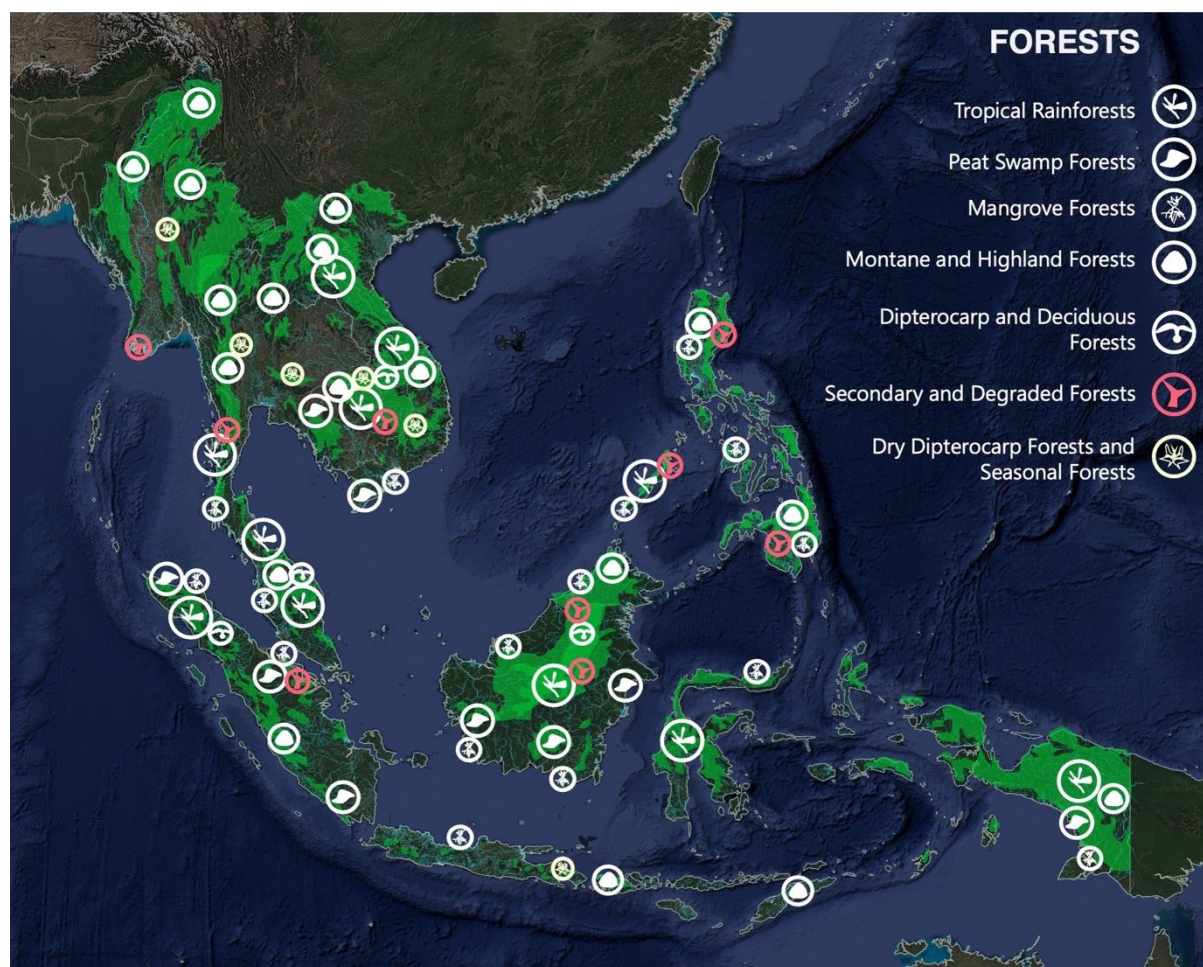 FORESTS
Tropical Rainforests
Peat Swamp Forests
Mangrove Forests
Montane and Highland Forests
Dipterocarp and Deciduous
Forests
Secondary and Degraded Forests
Dry Dipterocarp Forests and
Seasonal Forests